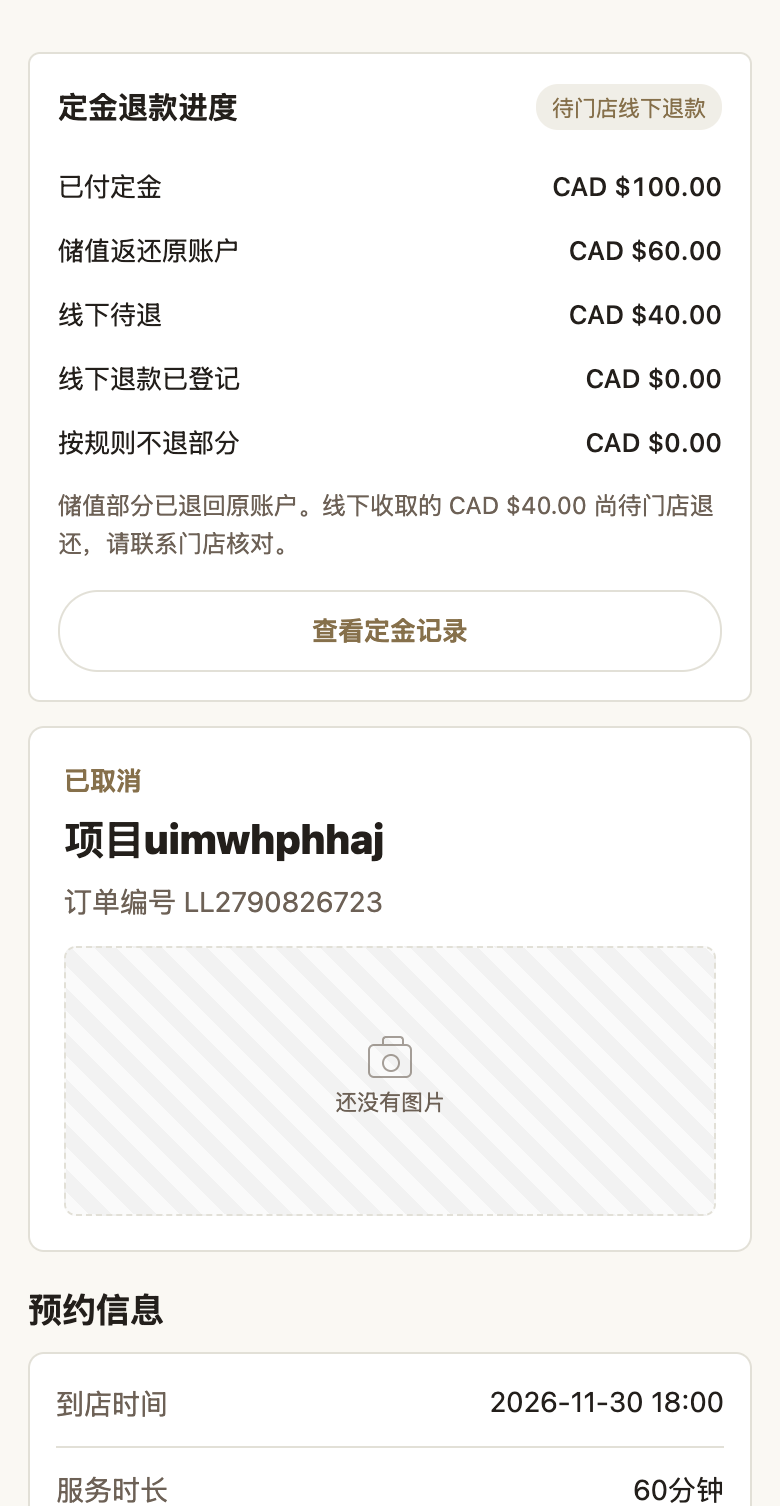 定金退款进度
待门店线下退款
已付定金 CAD $100.00
储值返还原账户 CAD $60.00
线下待退 CAD $40.00
线下退款已登记 CAD $0.00
按规则不退部分 CAD $0.00
储值部分已退回原账户。线下收取的 CAD $40.00 尚待门店退
还，请联系门店核对。
查看定金记录
已取消
项目uimwhphhaj
订单编号 LL2790826723
还没有图片
预约信息
到店时间 2026-11-30 18:00
服务时长 60分钟